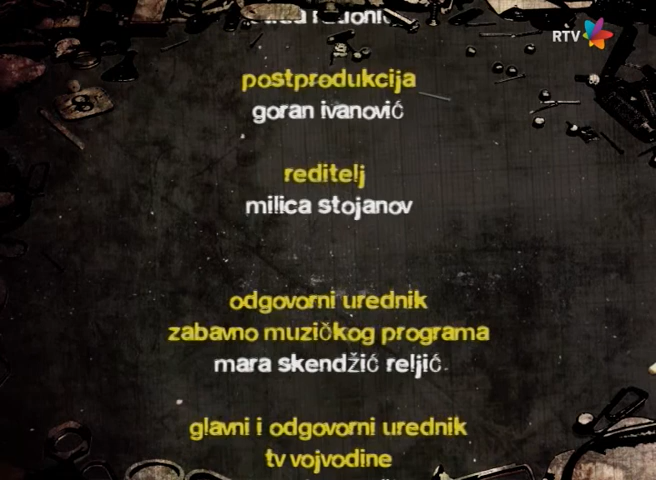 RTV
postprodukcija
goran ivanović
reditelj
milica stojanov
odgovorni urednik
zabavno muzičkog programa
mara skendžić reljić
glavni i odgovorni urednik
tv vojvodine